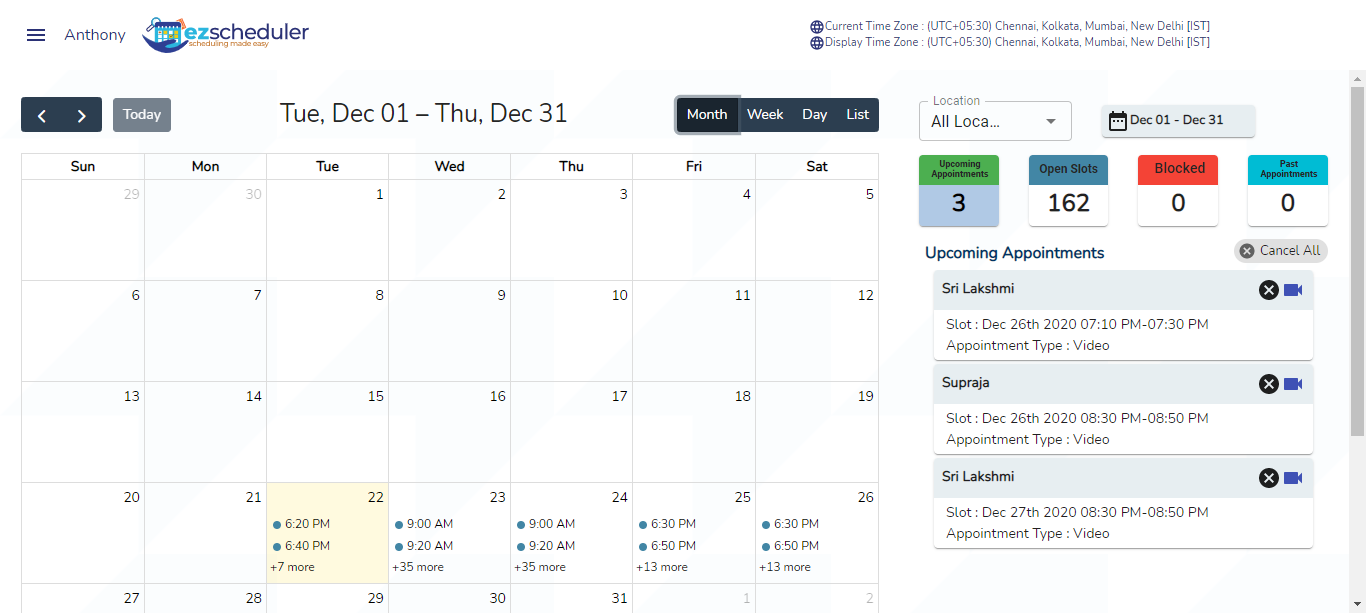 Anthony
ezscheduler
scheduling made easy
Current Time Zone : (UTC+05:30) Chennai, Kolkata, Mumbai, New Delhi [IST]
Display Time Zone : (UTC+05:30) Chennai, Kolkata, Mumbai, New Delhi [IST]
Today
Tue, Dec 01 – Thu, Dec 31
Month Week Day List
Sun Mon Tue Wed Thu Fri Sat
29 30 1 2 3 4 5
6 7 8 9 10 11 12
13 14 15 16 17 18 19
20 21 22 23 24 25 26
6:20 PM 9:00 AM 9:00 AM 6:30 PM 6:30 PM
6:40 PM 9:20 AM 9:20 AM 6:50 PM 6:50 PM
+7 more +35 more +35 more +13 more +13 more
27 28 29 30 31 1 2
Location
All Loca...
Dec 01 - Dec 31
Upcoming Appointments
3
Open Slots
162
Blocked
0
Past Appointments
0
Upcoming Appointments
Cancel All
Sri Lakshmi
Slot : Dec 26th 2020 07:10 PM-07:30 PM
Appointment Type : Video
Supraja
Slot : Dec 26th 2020 08:30 PM-08:50 PM
Appointment Type : Video
Sri Lakshmi
Slot : Dec 27th 2020 08:30 PM-08:50 PM
Appointment Type : Video